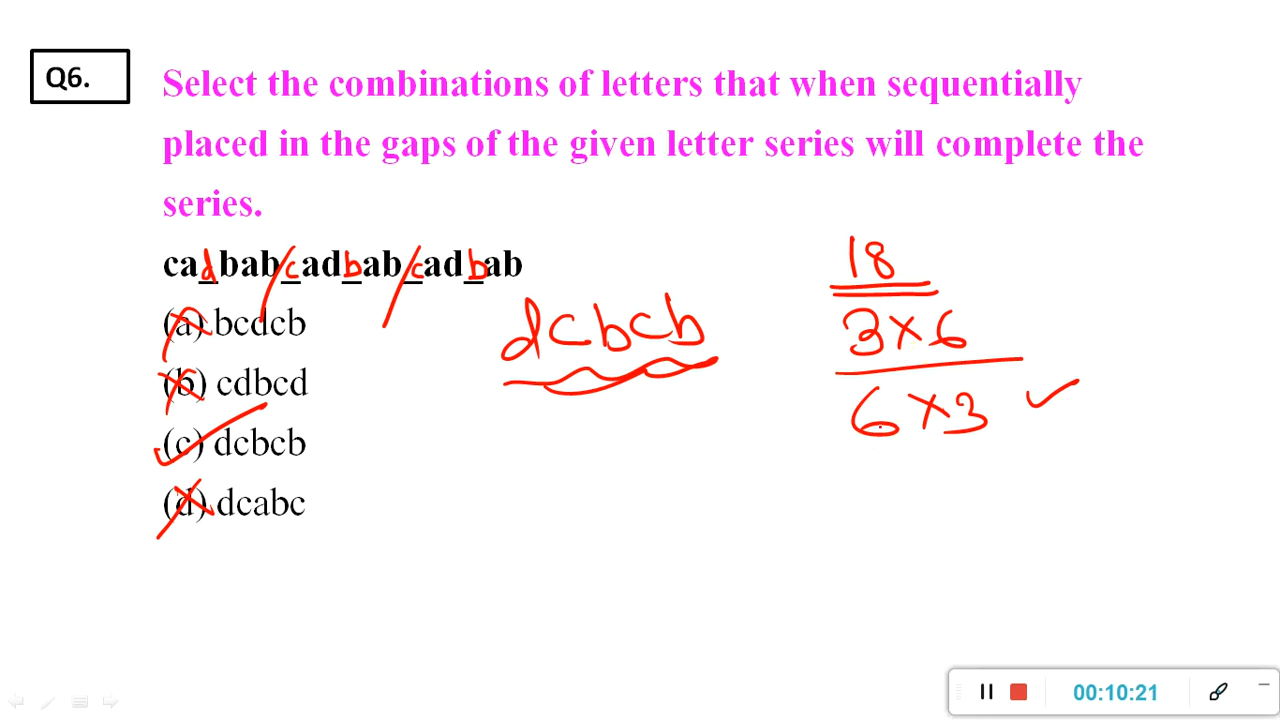 Q6.
Select the combinations of letters that when sequentially
placed in the gaps of the given letter series will complete the
series.
ca_bab_ad_ab_ad_ab
d c b c b
(a) bcdcb
(b) cdbcd
(c) dcbcb
(d) dcabc
dcbcb
18
3×6
6×3
00:10:21